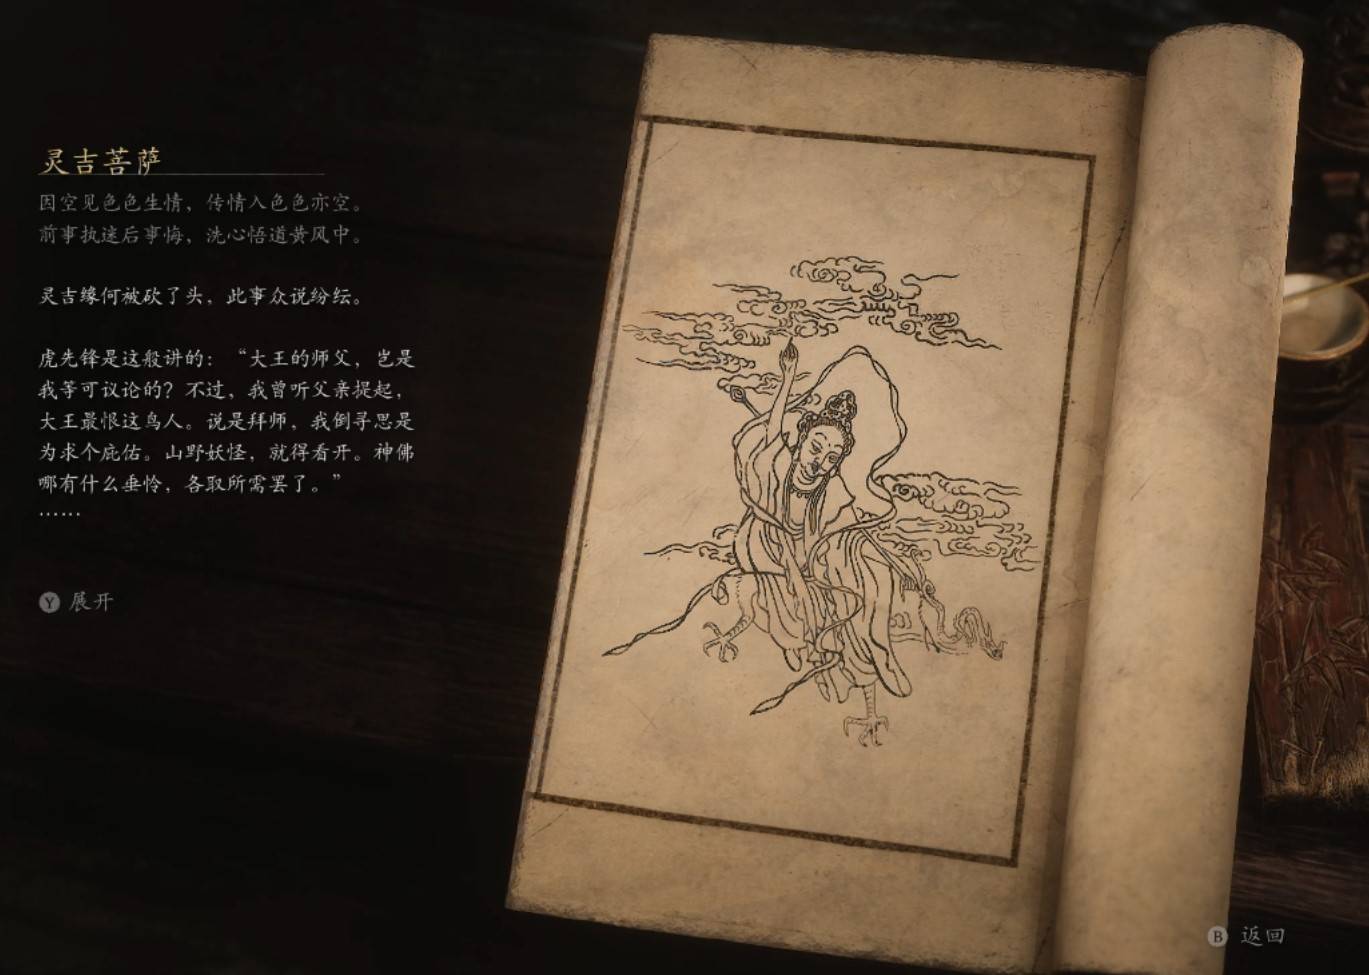 灵吉菩萨
因空见色色生情，传情入色色亦空。
前事执迷后事悔，洗心悟道黄风中。
灵吉缘何被砍了头，此事众说纷纭。
虎先锋是这般讲的：“大王的师父，岂是
我等可议论的？不过，我曾听父亲提起，
大王最恨这鸟人。说是拜师，我倒寻思是
为求个庇佑。山野妖怪，就得看开。神佛
哪有什么垂怜，各取所需罢了。”
……
Y 展开
B 返回